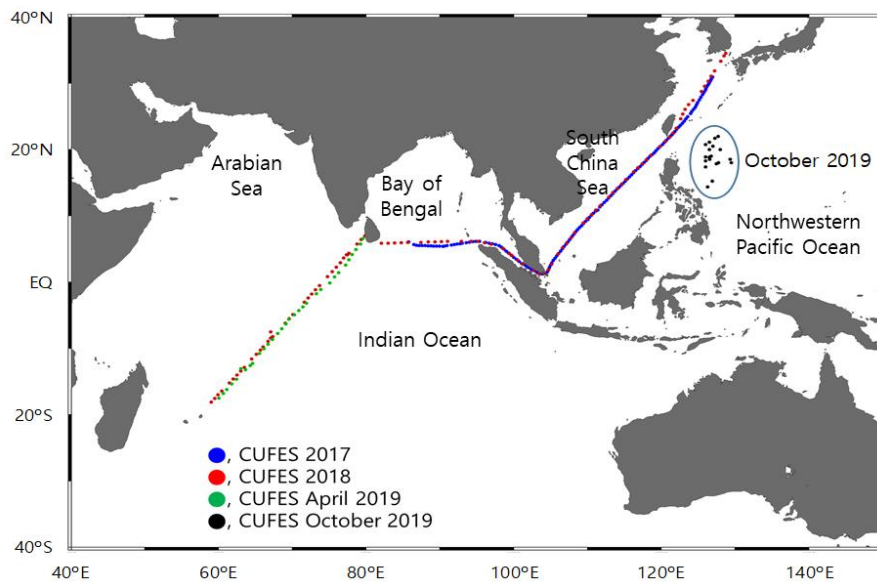 40°N
20°N
EQ
20°S
40°S
Arabian
Sea
Bay of
Bengal
South
China
Sea
October 2019
Northwestern
Pacific Ocean
Indian Ocean
, CUFES 2017
, CUFES 2018
, CUFES April 2019
, CUFES October 2019
40°E
60°E
80°E
100°E
120°E
140°E